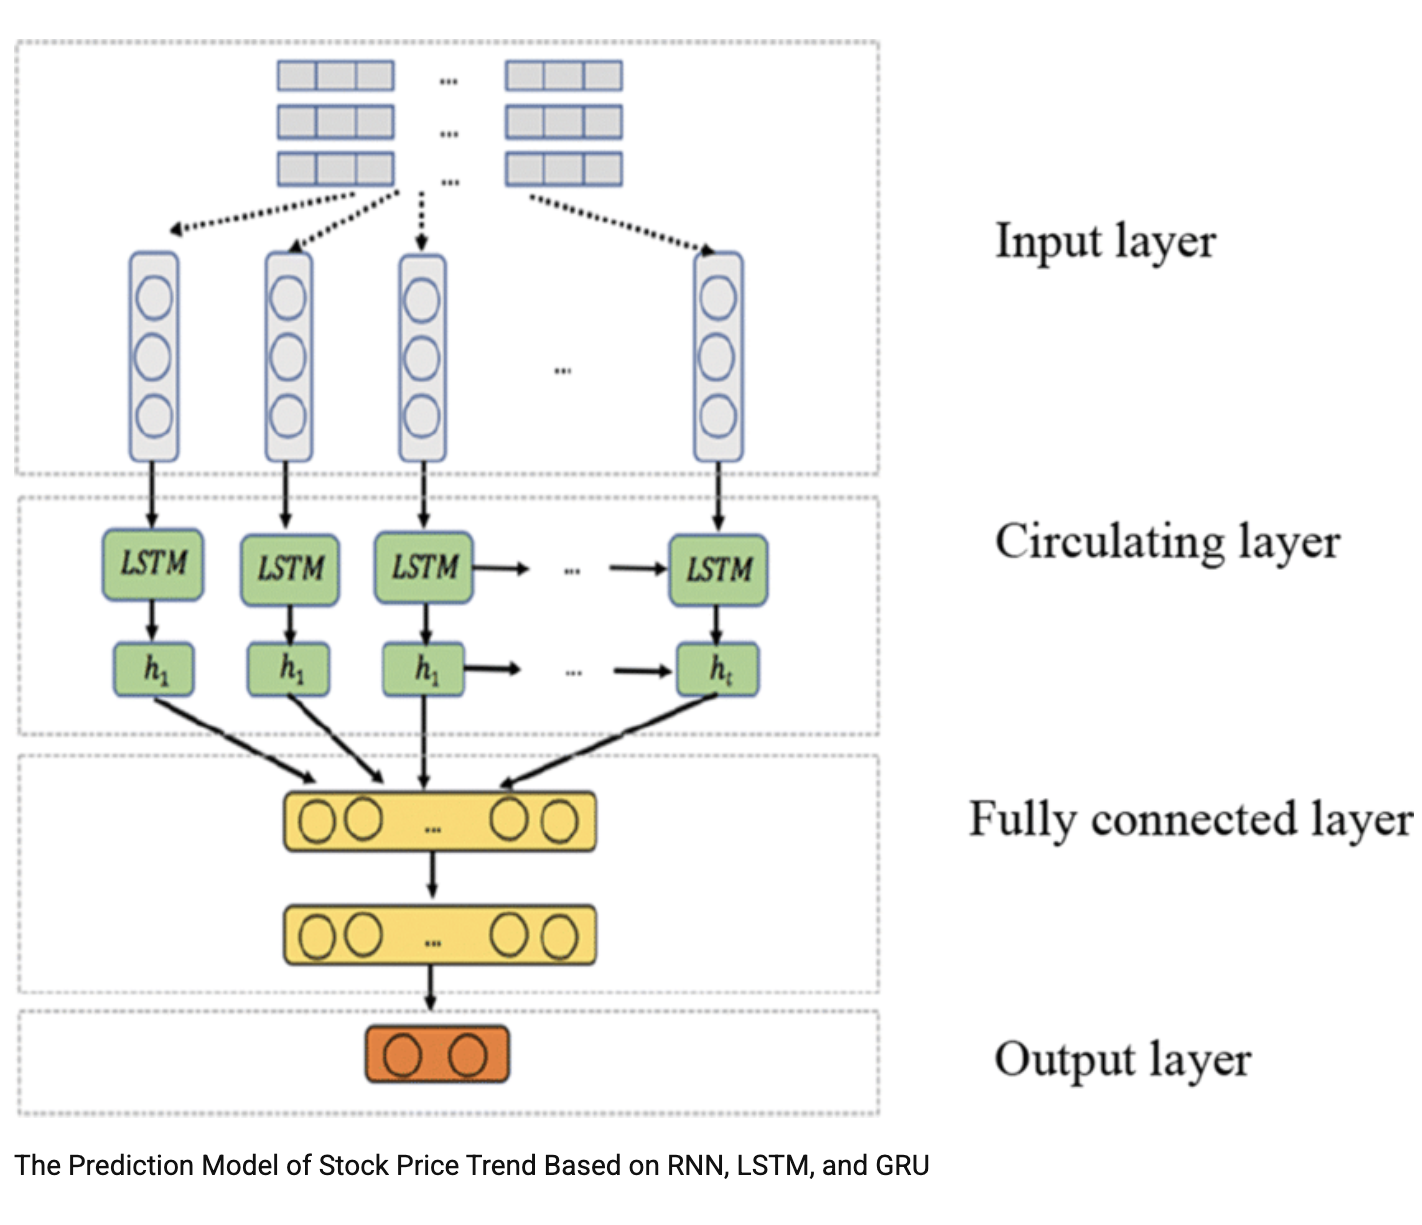 ...
...
...
Input layer
...
Circulating layer
LSTM LSTM LSTM ... LSTM
h₁ h₁ h₁ ... hₜ
Fully connected layer
...
...
Output layer
The Prediction Model of Stock Price Trend Based on RNN, LSTM, and GRU